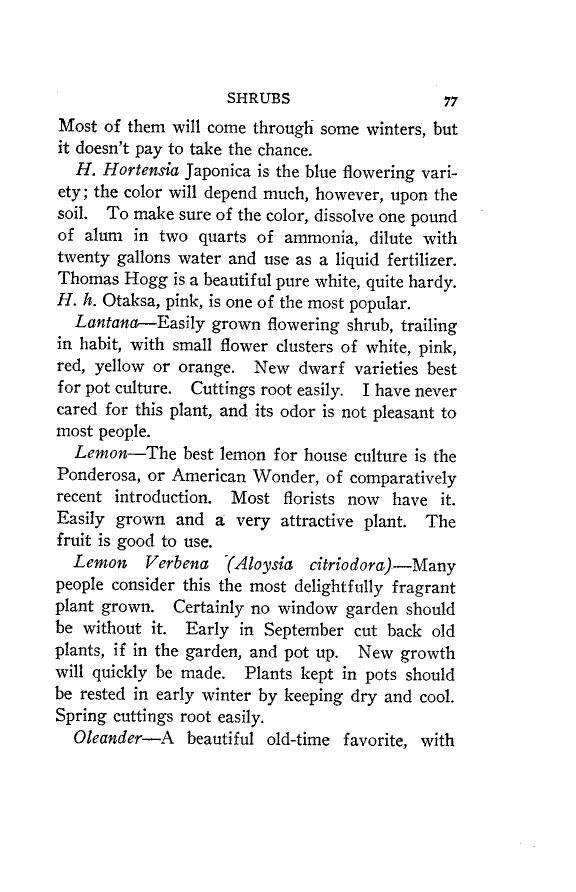 SHRUBS 77
Most of them will come through some winters, but
it doesn't pay to take the chance.
H. Hortensia Japonica is the blue flowering vari-
ety; the color will depend much, however, upon the
soil. To make sure of the color, dissolve one pound
of alum in two quarts of ammonia, dilute with
twenty gallons water and use as a liquid fertilizer.
Thomas Hogg is a beautiful pure white, quite hardy.
H. h. Otaksa, pink, is one of the most popular.
Lantana—Easily grown flowering shrub, trailing
in habit, with small flower clusters of white, pink,
red, yellow or orange. New dwarf varieties best
for pot culture. Cuttings root easily. I have never
cared for this plant, and its odor is not pleasant to
most people.
Lemon—The best lemon for house culture is the
Ponderosa, or American Wonder, of comparatively
recent introduction. Most florists now have it.
Easily grown and a very attractive plant. The
fruit is good to use.
Lemon Verbena (Aloysia citriodora)—Many
people consider this the most delightfully fragrant
plant grown. Certainly no window garden should
be without it. Early in September cut back old
plants, if in the garden, and pot up. New growth
will quickly be made. Plants kept in pots should
be rested in early winter by keeping dry and cool.
Spring cuttings root easily.
Oleander—A beautiful old-time favorite, with